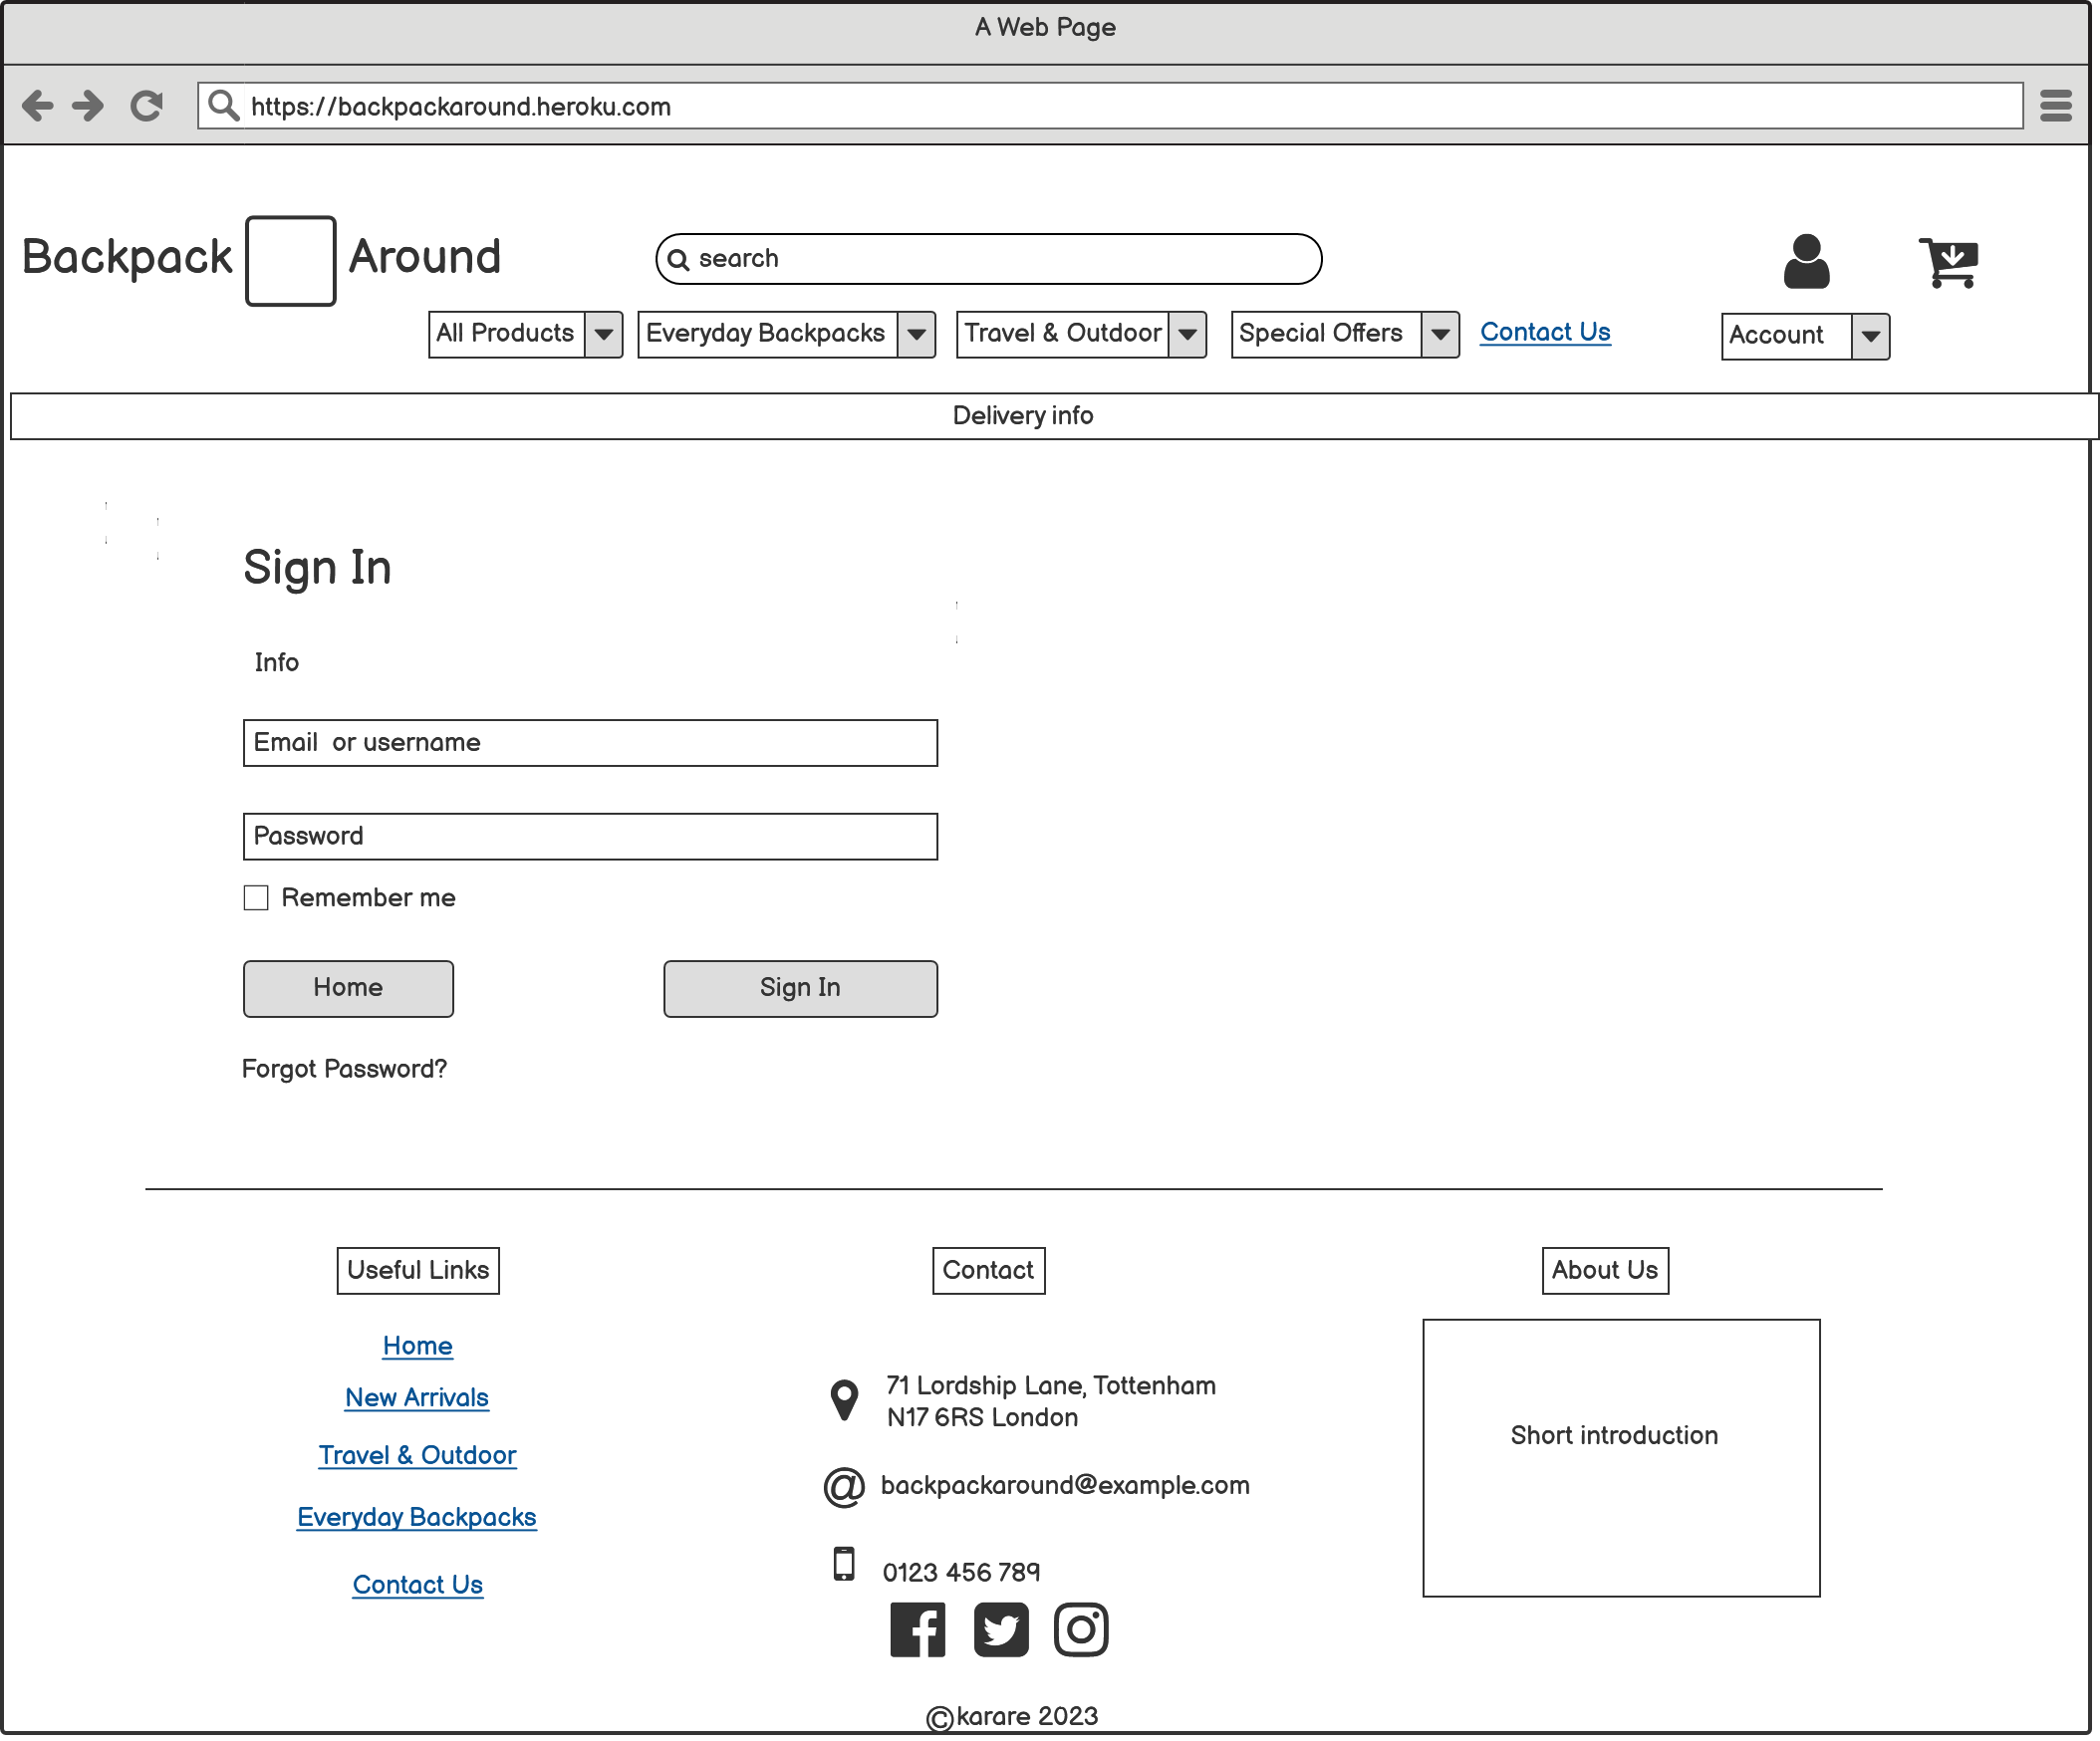 A Web Page
https://backpackaround.heroku.com
Backpack Around
search
All Products Everyday Backpacks Travel & Outdoor Special Offers Contact Us Account
Delivery info
Sign In
Info
Email or username
Password
Remember me
Home Sign In
Forgot Password?
Useful Links
Home
New Arrivals
Travel & Outdoor
Everyday Backpacks
Contact Us
Contact
71 Lordship Lane, Tottenham
N17 6RS London
@ backpackaround@example.com
0123 456 789
About Us
Short introduction
©karare 2023